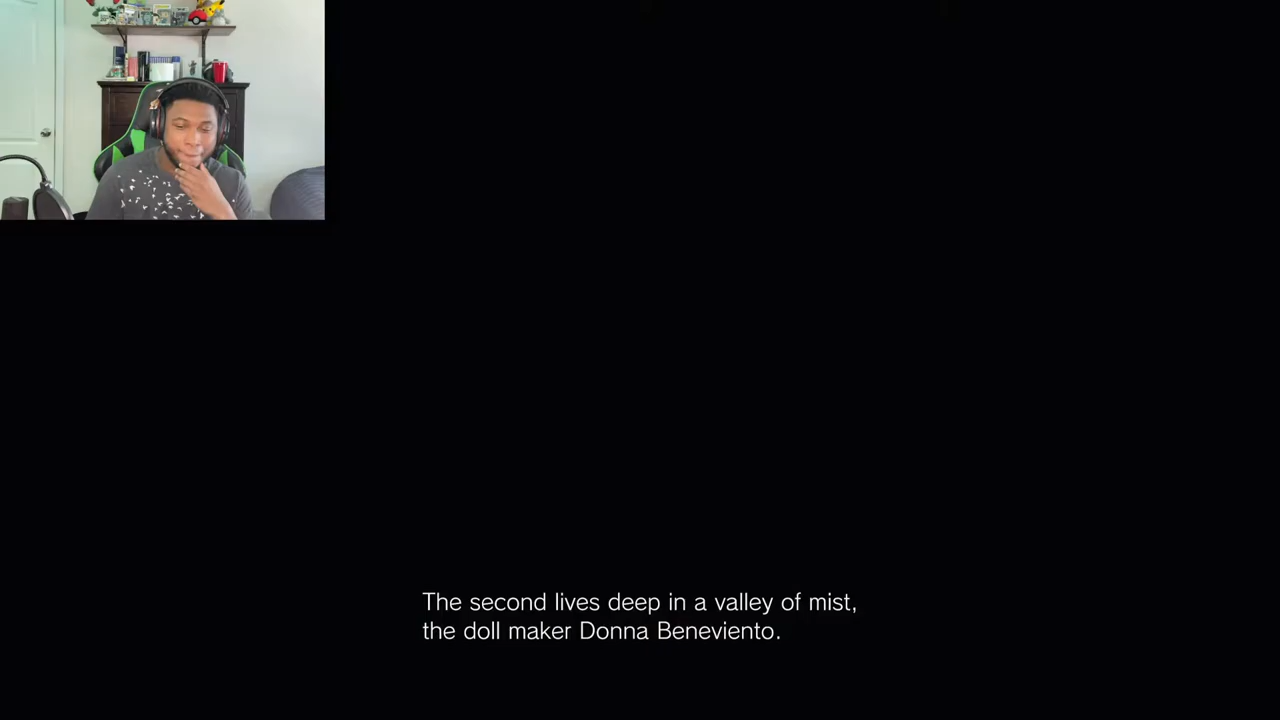 The second lives deep in a valley of mist,
the doll maker Donna Beneviento.